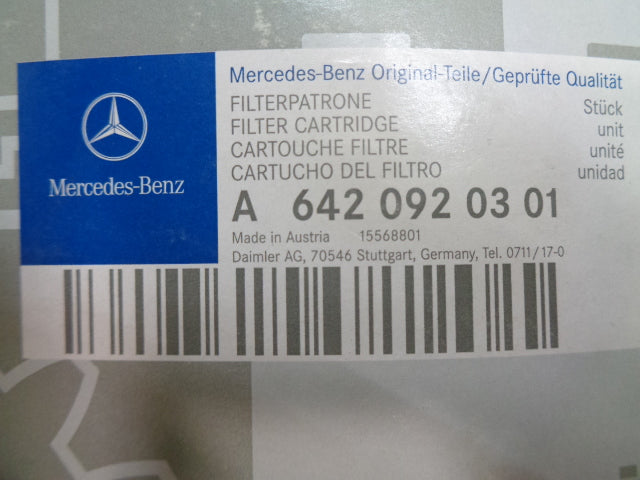 Mercedes-Benz Original-Teile/Geprüfte Qualität
FILTERPATRONE Stück
FILTER CARTRIDGE unit
CARTOUCHE FILTRE unité
CARTUCHO DEL FILTRO unidad
Mercedes-Benz
A 642 092 03 01
Made in Austria 15568801
Daimler AG, 70546 Stuttgart, Germany, Tel. 0711/17-0